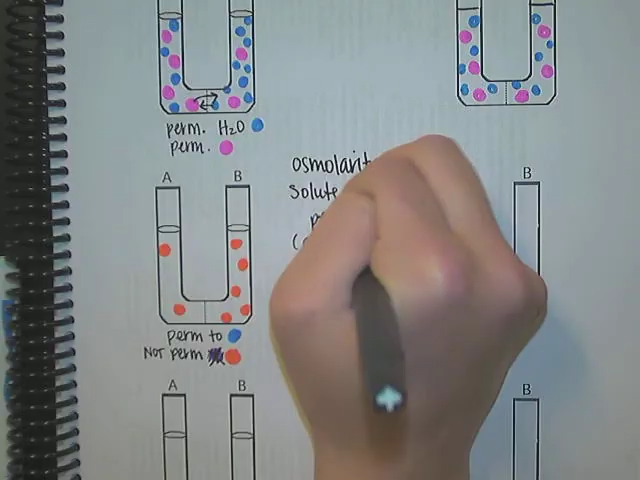 perm. H₂O
perm.
A
B
osmolarit
solute
B
perm to
NOT perm
A
B
B